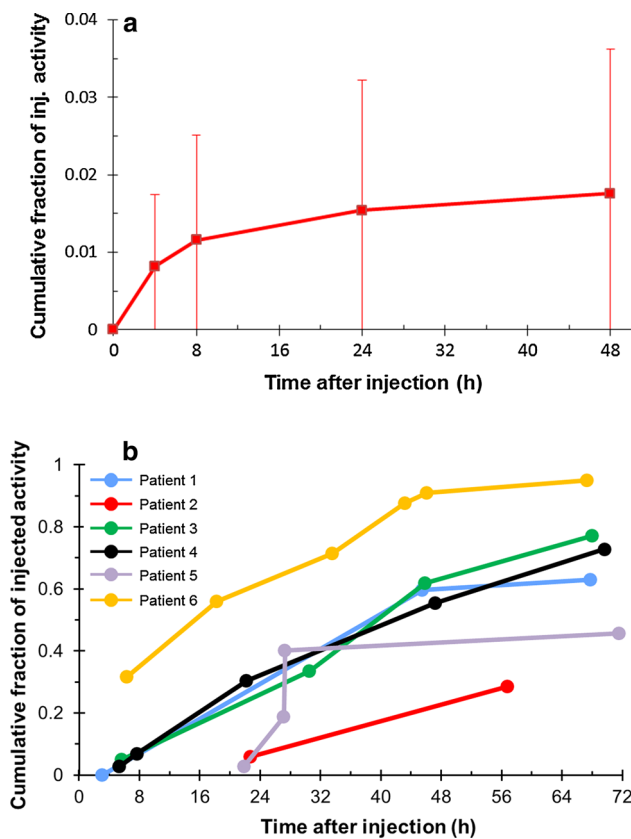 a
Cumulative fraction of inj. activity
0.04
0.03
0.02
0.01
0
0 8 16 24 32 40 48
Time after injection (h)
b
Cumulative fraction of injected activity
1
0.8
0.6
0.4
0.2
0
Patient 1
Patient 2
Patient 3
Patient 4
Patient 5
Patient 6
0 8 16 24 32 40 48 56 64 72
Time after injection (h)